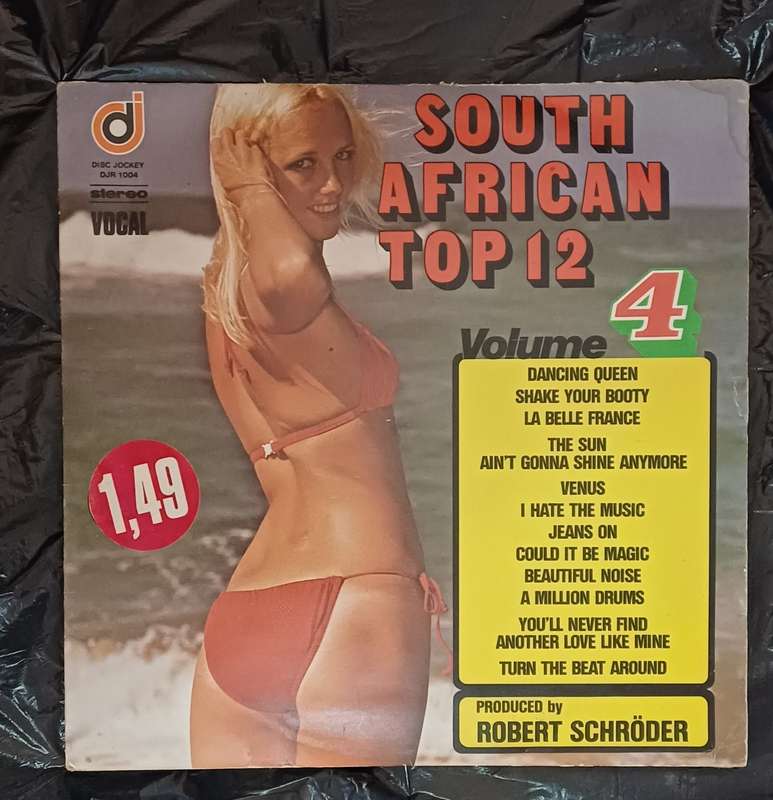 dj
DISC JOCKEY
DJR 1004
stereo
VOCAL
SOUTH
AFRICAN
TOP 12
Volume 4
1,49
DANCING QUEEN
SHAKE YOUR BOOTY
LA BELLE FRANCE
THE SUN
AIN'T GONNA SHINE ANYMORE
VENUS
I HATE THE MUSIC
JEANS ON
COULD IT BE MAGIC
BEAUTIFUL NOISE
A MILLION DRUMS
YOU'LL NEVER FIND
ANOTHER LOVE LIKE MINE
TURN THE BEAT AROUND
PRODUCED by
ROBERT SCHRÖDER